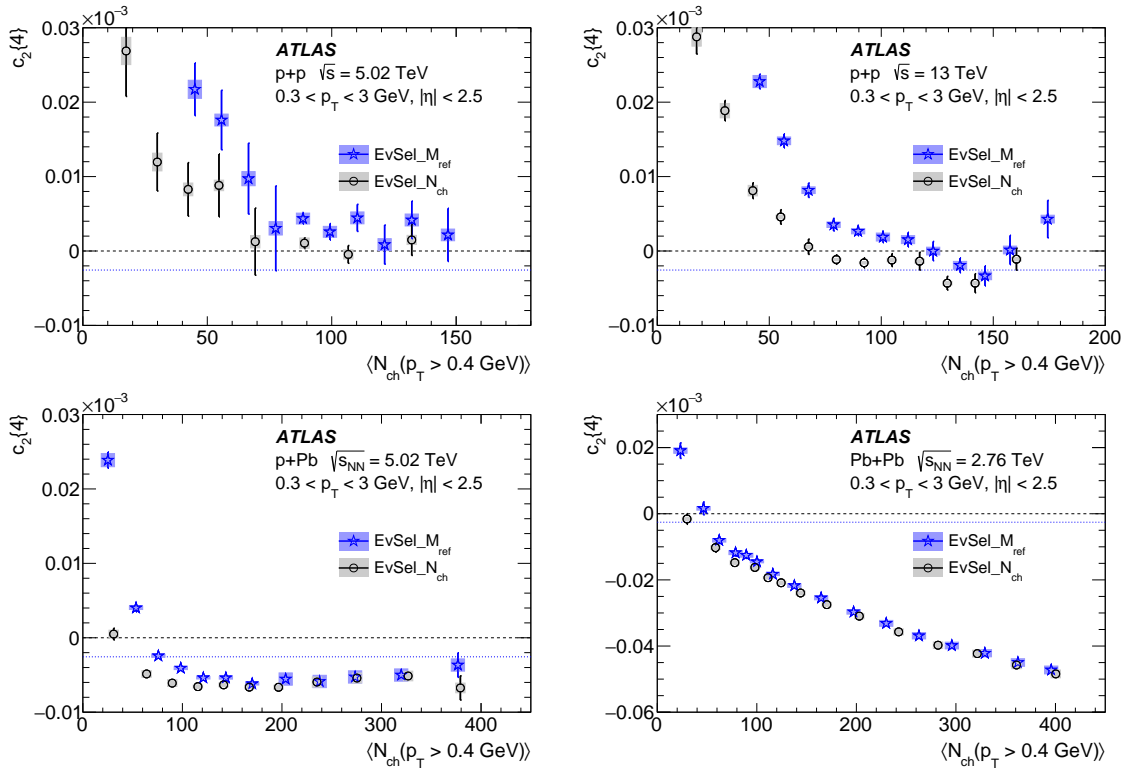 ×10⁻³
0.03
0.02
0.01
0
−0.01
c₂{4}
ATLAS
p+p √s = 5.02 TeV
0.3 < p_T < 3 GeV, |η| < 2.5
EvSel_M_ref
EvSel_N_ch
0 50 100 150
⟨N_ch(p_T > 0.4 GeV)⟩
×10⁻³
0.03
0.02
0.01
0
−0.01
c₂{4}
ATLAS
p+p √s = 13 TeV
0.3 < p_T < 3 GeV, |η| < 2.5
EvSel_M_ref
EvSel_N_ch
0 50 100 150 200
⟨N_ch(p_T > 0.4 GeV)⟩
×10⁻³
0.03
0.02
0.01
0
−0.01
c₂{4}
ATLAS
p+Pb √s_NN = 5.02 TeV
0.3 < p_T < 3 GeV, |η| < 2.5
EvSel_M_ref
EvSel_N_ch
0 100 200 300 400
⟨N_ch(p_T > 0.4 GeV)⟩
×10⁻³
0.02
0
−0.02
−0.04
−0.06
c₂{4}
ATLAS
Pb+Pb √s_NN = 2.76 TeV
0.3 < p_T < 3 GeV, |η| < 2.5
EvSel_M_ref
EvSel_N_ch
0 100 200 300 400
⟨N_ch(p_T > 0.4 GeV)⟩